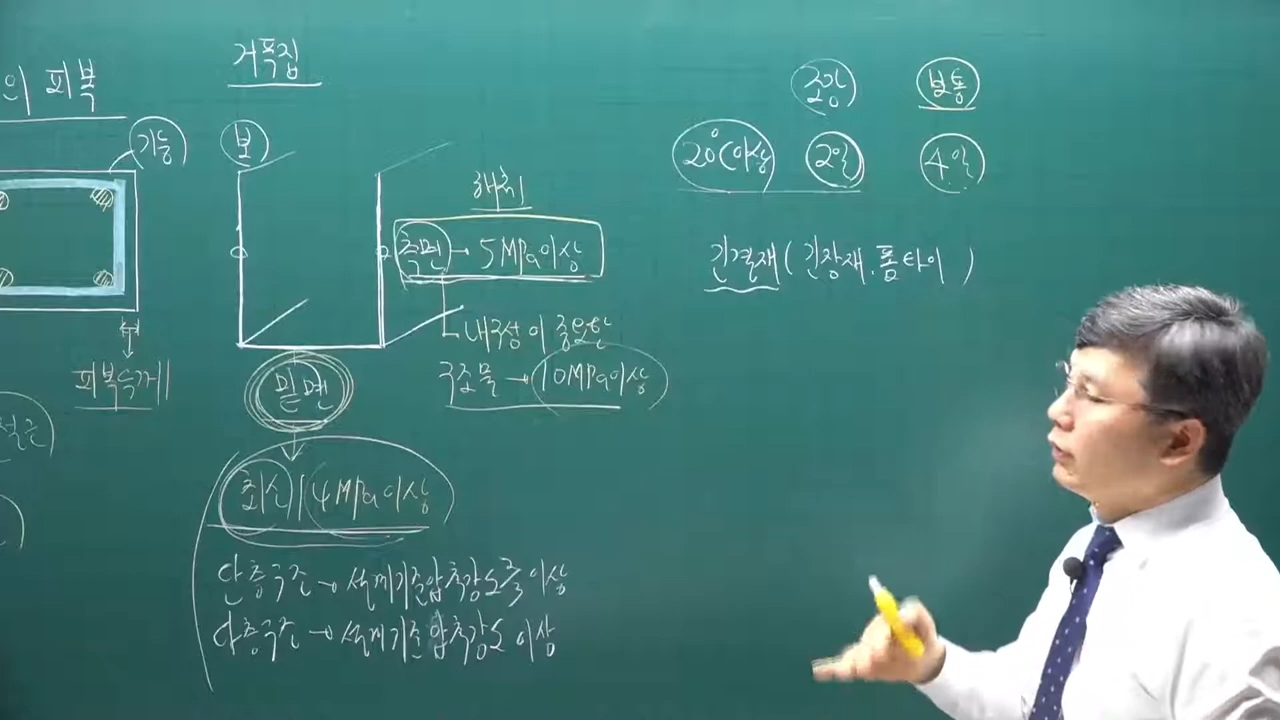 의 피복
가능
피복두께
거푸집
보
해체
측면 → 5MPa이상
내구성이 중요한
구조물 → 10MPa이상
밑면
최소 14MPa이상
단층구조 → 설계기준압축강도 2/3 이상
다층구조 → 설계기준압축강도 이상
조강 보통
20℃이상 2일 4일
긴결재(긴장재, 폼타이)